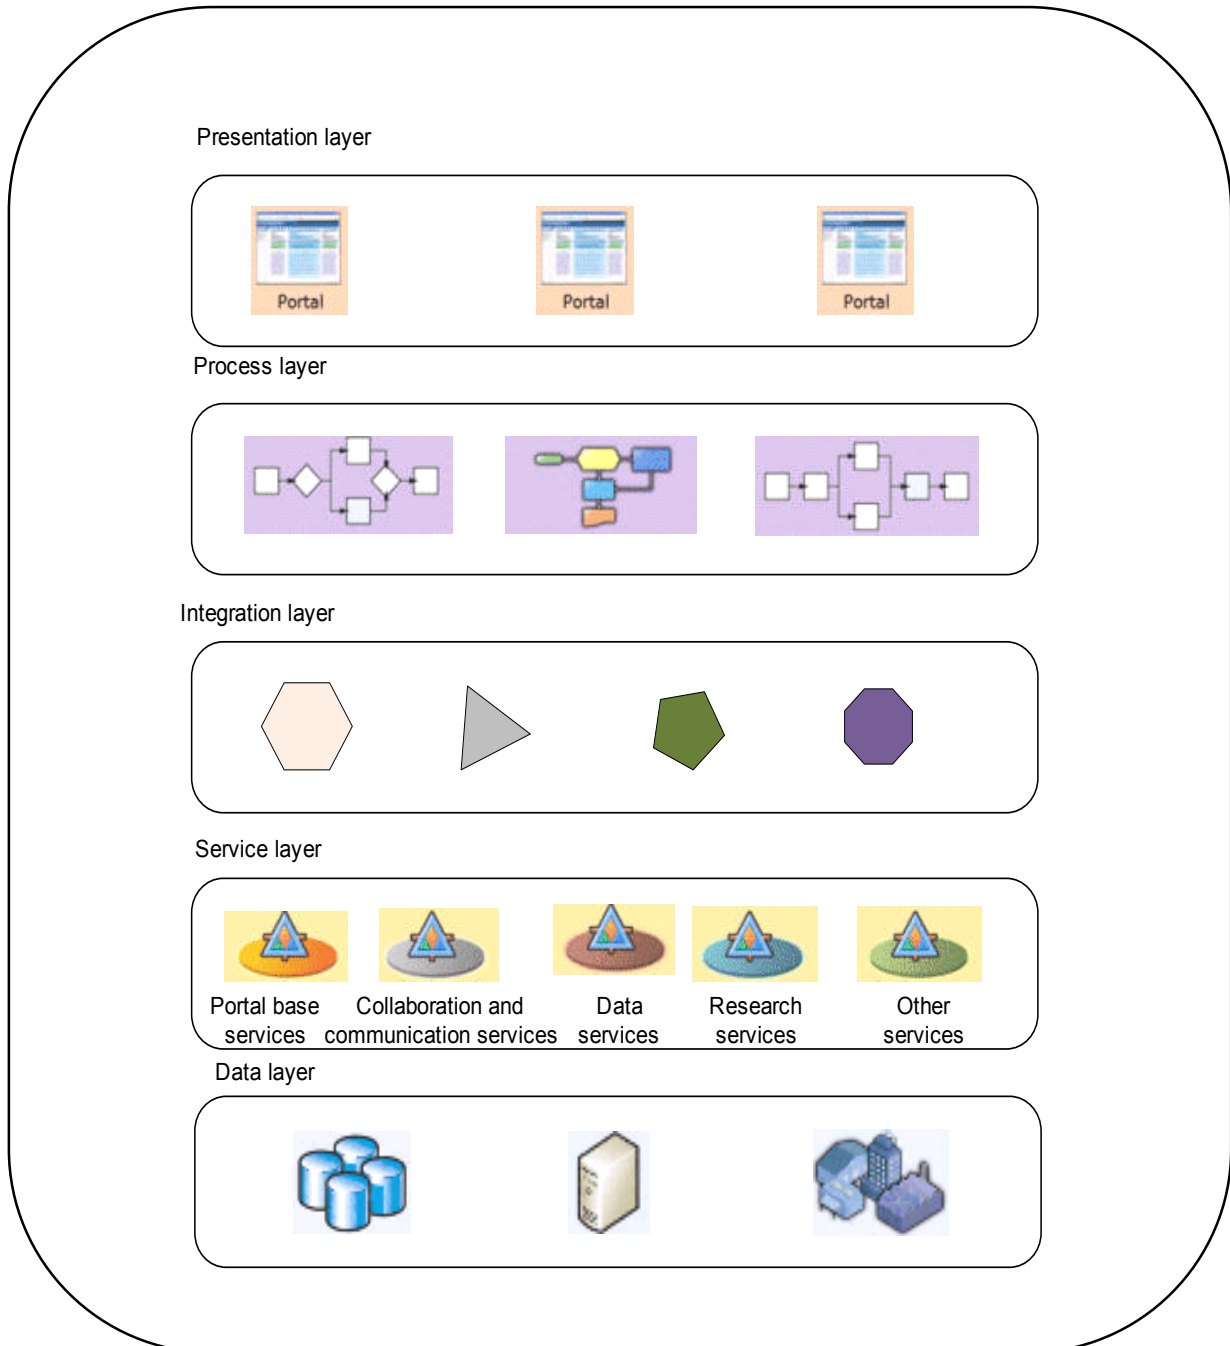 Presentation layer
Portal
Portal
Portal
Process layer
Integration layer
Service layer
Portal base
services
Collaboration and
communication services
Data
services
Research
services
Other
services
Data layer